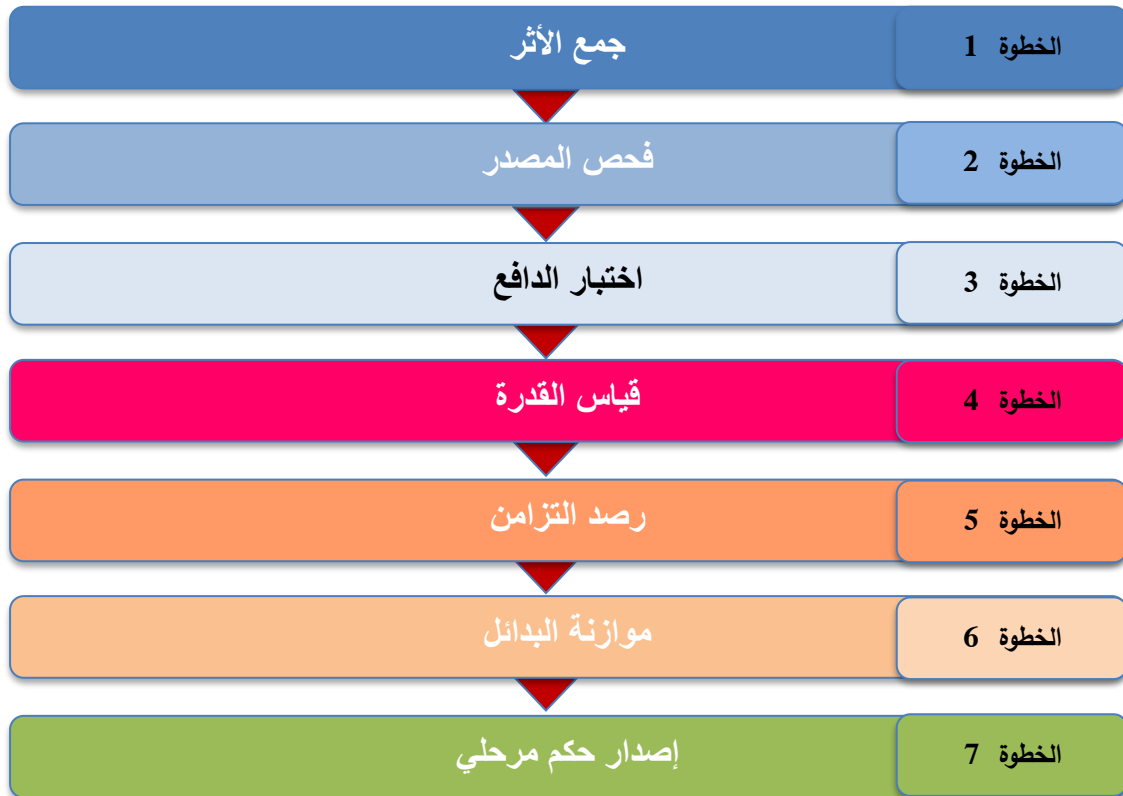 الخطوة 1
جمع الأثر
الخطوة 2
فحص المصدر
الخطوة 3
اختبار الدافع
الخطوة 4
قياس القدرة
الخطوة 5
رصد التزامن
الخطوة 6
موازنة البدائل
الخطوة 7
إصدار حكم مرحلي